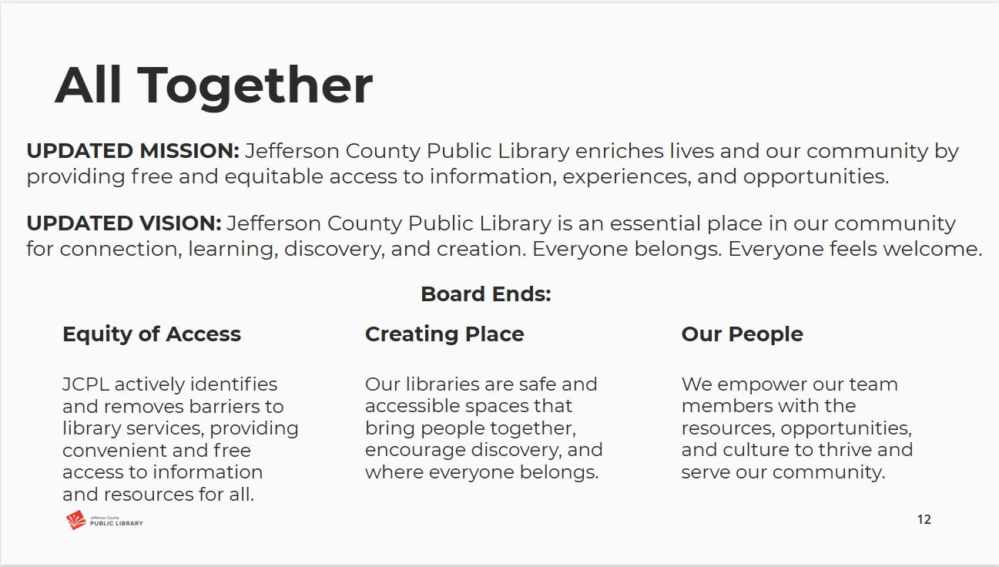 All Together
UPDATED MISSION: Jefferson County Public Library enriches lives and our community by
providing free and equitable access to information, experiences, and opportunities.
UPDATED VISION: Jefferson County Public Library is an essential place in our community
for connection, learning, discovery, and creation. Everyone belongs. Everyone feels welcome.
Board Ends:
Equity of Access
JCPL actively identifies
and removes barriers to
library services, providing
convenient and free
access to information
and resources for all.
Creating Place
Our libraries are safe and
accessible spaces that
bring people together,
encourage discovery, and
where everyone belongs.
Our People
We empower our team
members with the
resources, opportunities,
and culture to thrive and
serve our community.
Jefferson County
PUBLIC LIBRARY
12